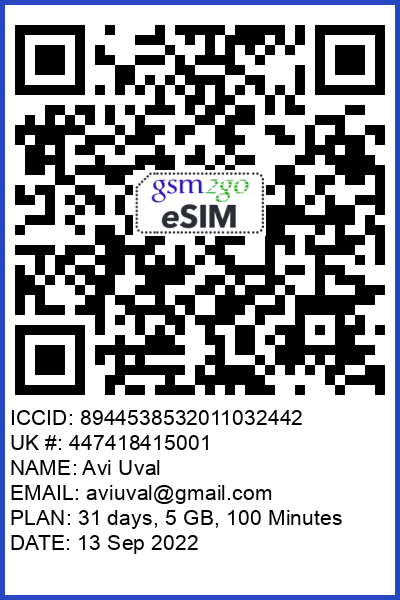 gsm2go
eSIM
ICCID: 8944538532011032442
UK #: 447418415001
NAME: Avi Uval
EMAIL: aviuval@gmail.com
PLAN: 31 days, 5 GB, 100 Minutes
DATE: 13 Sep 2022